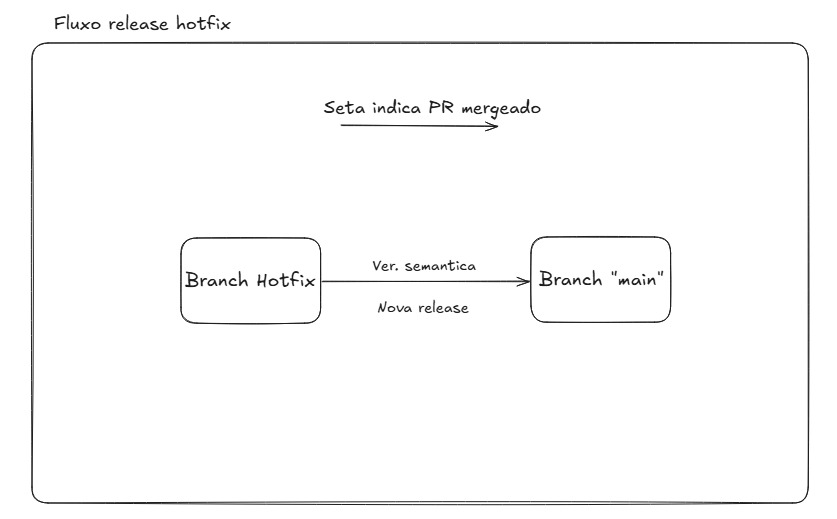 Fluxo release hotfix
Seta indica PR mergeado
Branch Hotfix
Ver. semantica
Nova release
Branch "main"